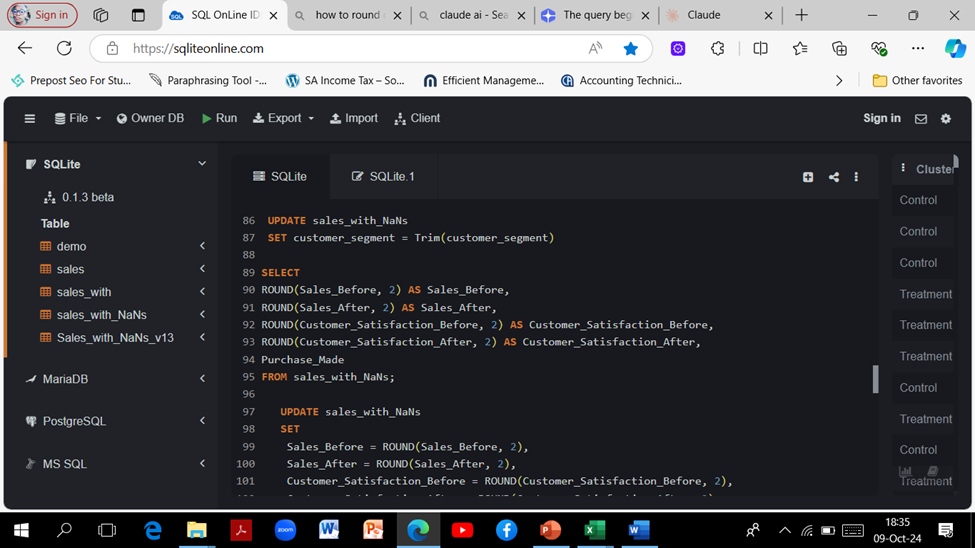 Sign in
SQL OnLine ID
how to round
claude ai - Sea
The query beg
Claude
https://sqliteonline.com
Prepost Seo For Stu...
Paraphrasing Tool -...
SA Income Tax – So...
Efficient Manageme...
Accounting Technici...
Other favorites
File
Owner DB
Run
Export
Import
Client
Sign in
SQLite
0.1.3 beta
Table
demo
sales
sales_with
sales_with_NaNs
Sales_with_NaNs_v13
MariaDB
PostgreSQL
MS SQL
SQLite
SQLite.1
86 UPDATE sales_with_NaNs
87 SET customer_segment = Trim(customer_segment)
88
89 SELECT
90 ROUND(Sales_Before, 2) AS Sales_Before,
91 ROUND(Sales_After, 2) AS Sales_After,
92 ROUND(Customer_Satisfaction_Before, 2) AS Customer_Satisfaction_Before,
93 ROUND(Customer_Satisfaction_After, 2) AS Customer_Satisfaction_After,
94 Purchase_Made
95 FROM sales_with_NaNs;
96
97 UPDATE sales_with_NaNs
98 SET
99 Sales_Before = ROUND(Sales_Before, 2),
100 Sales_After = ROUND(Sales_After, 2),
101 Customer_Satisfaction_Before = ROUND(Customer_Satisfaction_Before, 2),
Cluster
Control
Control
Control
Treatment
Treatment
Treatment
Control
Treatment
Control
Treatment
zoom
18:35
09-Oct-24